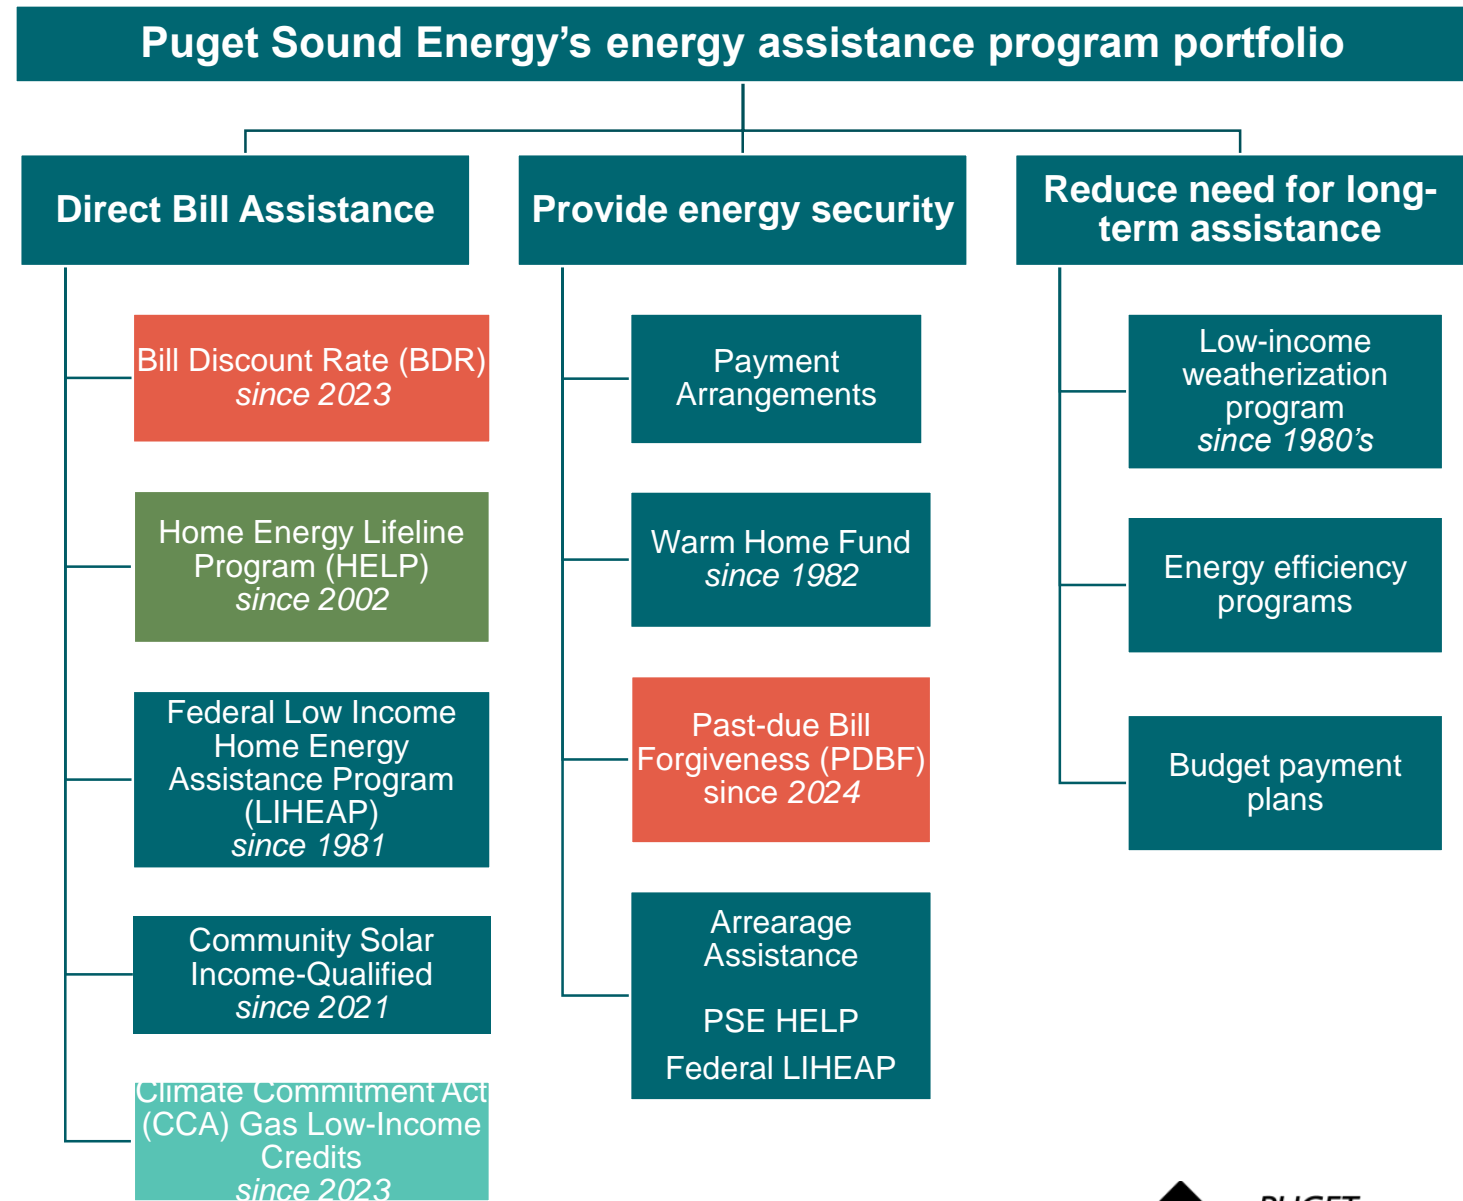 Puget Sound Energy’s energy assistance program portfolio
Direct Bill Assistance
Bill Discount Rate (BDR)
since 2023
Home Energy Lifeline
Program (HELP)
since 2002
Federal Low Income
Home Energy
Assistance Program
(LIHEAP)
since 1981
Community Solar
Income-Qualified
since 2021
Climate Commitment Act
(CCA) Gas Low-Income
Credits
since 2023
Provide energy security
Payment
Arrangements
Warm Home Fund
since 1982
Past-due Bill
Forgiveness (PDBF)
since 2024
Arrearage
Assistance
PSE HELP
Federal LIHEAP
Reduce need for long-
term assistance
Low-income
weatherization
program
since 1980’s
Energy efficiency
programs
Budget payment
plans
PUGET